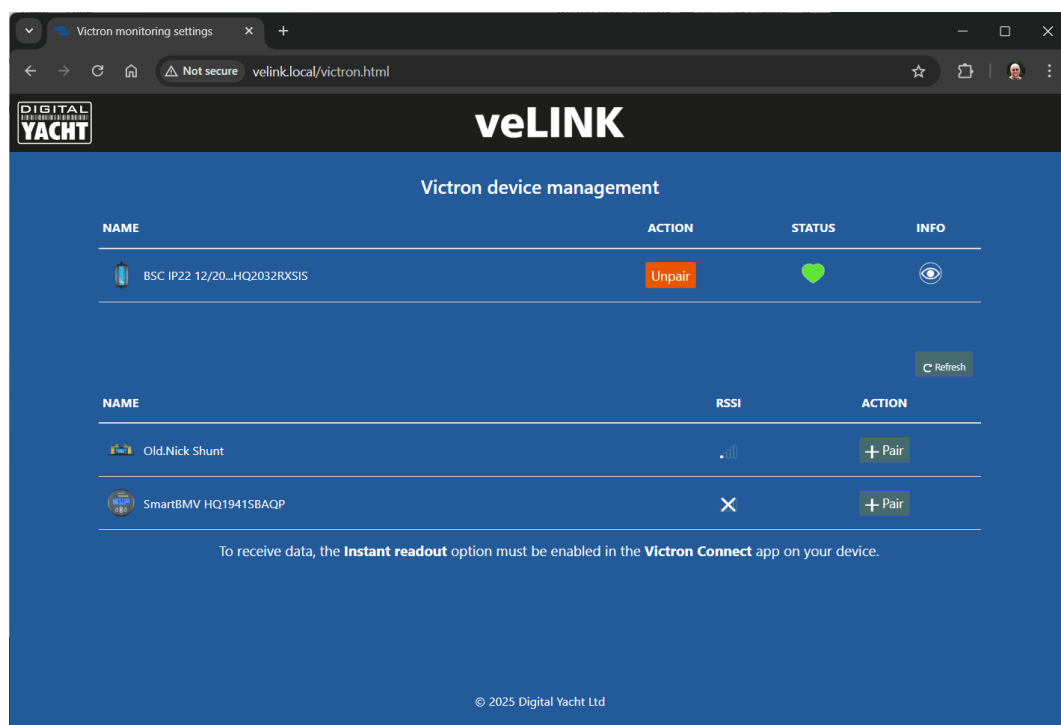 Victron monitoring settings
Not secure velink.local/victron.html
DIGITAL
YACHT
veLINK
Victron device management
NAME ACTION STATUS INFO
BSC IP22 12/20...HQ2032RXSIS Unpair
Refresh
NAME RSSI ACTION
Old.Nick Shunt + Pair
SmartBMV HQ1941SBAQP + Pair
To receive data, the Instant readout option must be enabled in the Victron Connect app on your device.
© 2025 Digital Yacht Ltd